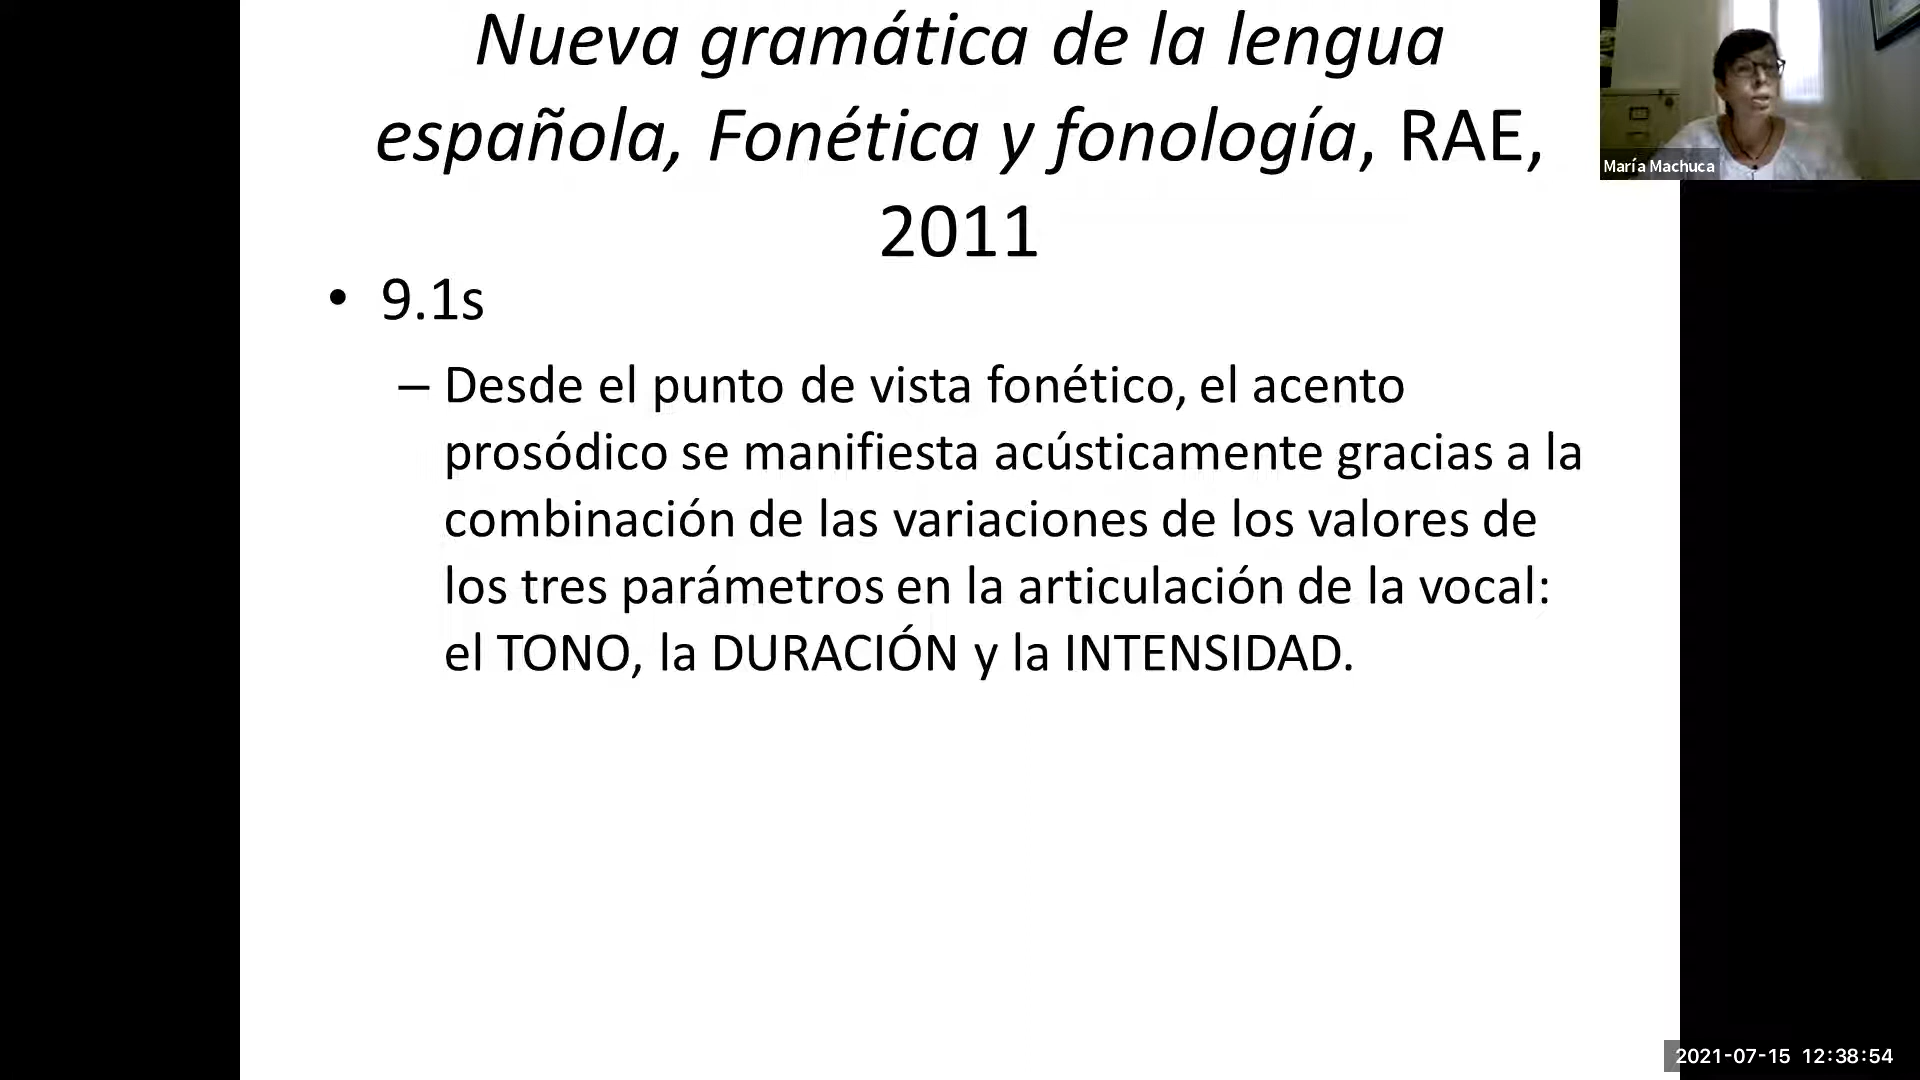 Nueva gramática de la lengua
española, Fonética y fonología, RAE,
2011
María Machuca
• 9.1s
– Desde el punto de vista fonético, el acento
prosódico se manifiesta acústicamente gracias a la
combinación de las variaciones de los valores de
los tres parámetros en la articulación de la vocal:
el TONO, la DURACIÓN y la INTENSIDAD.
2021-07-15 12:38:54